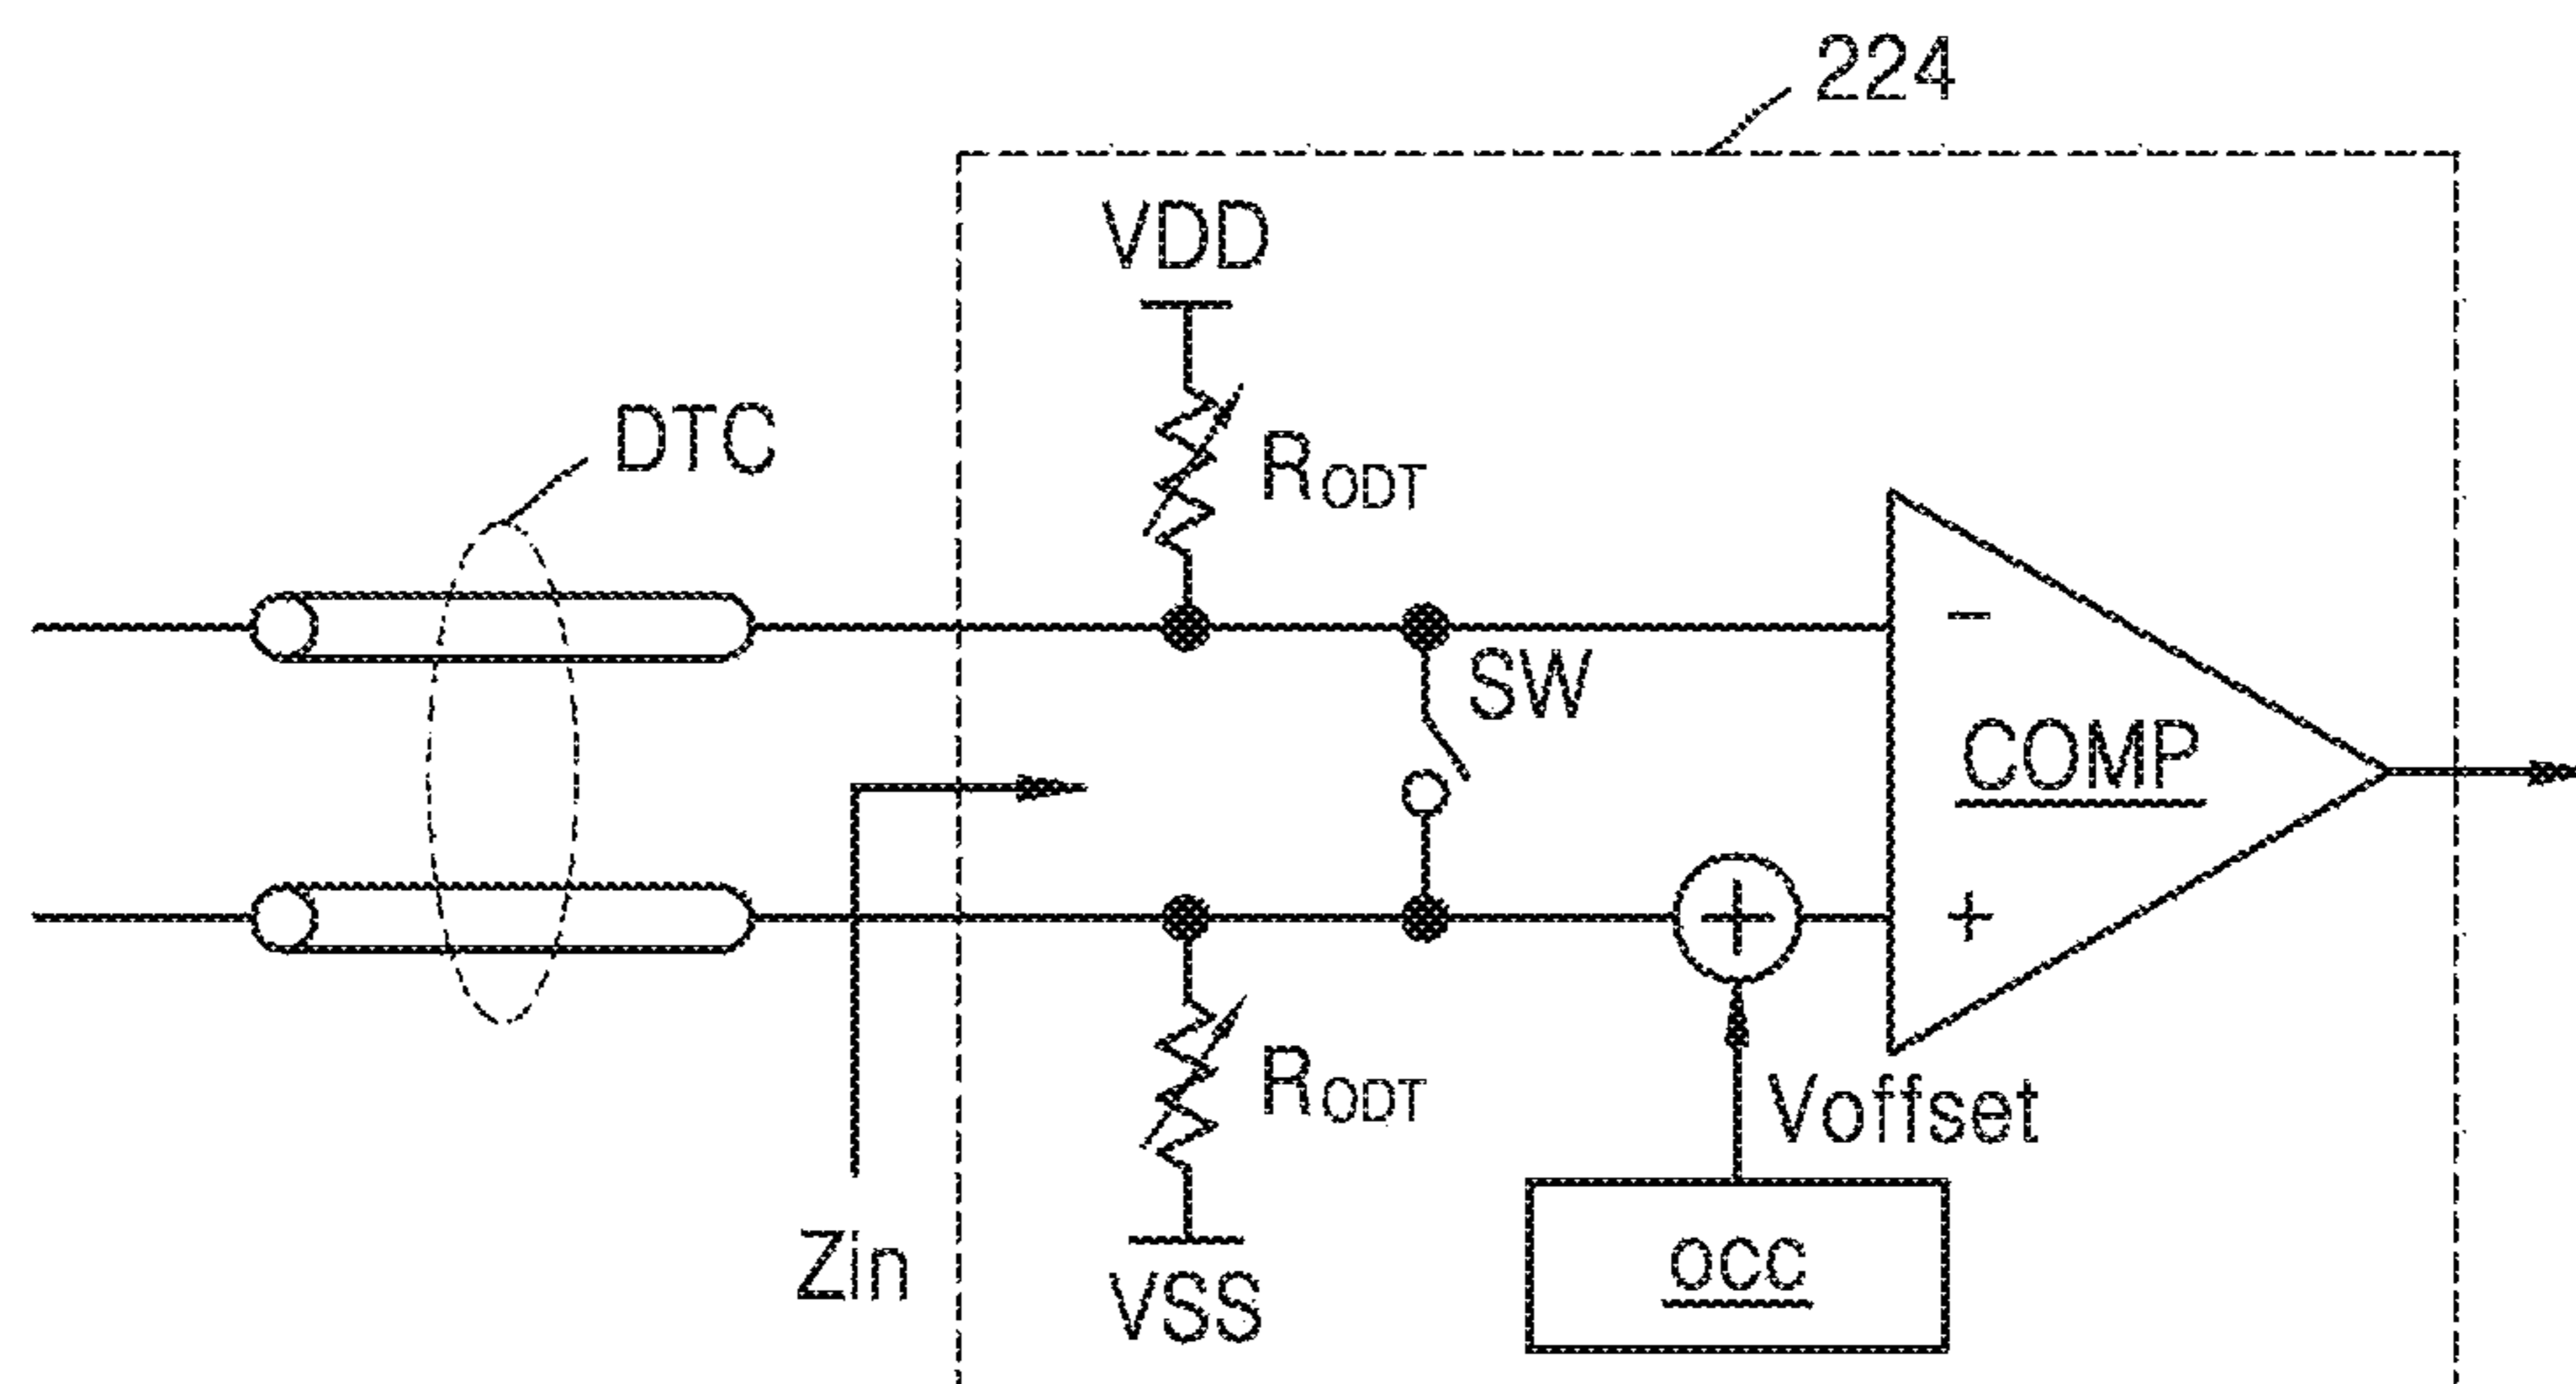 224
VDD
DTC
RODT
SW
−
COMP
+
+
RODT
Voffset
Zin
VSS
OCC